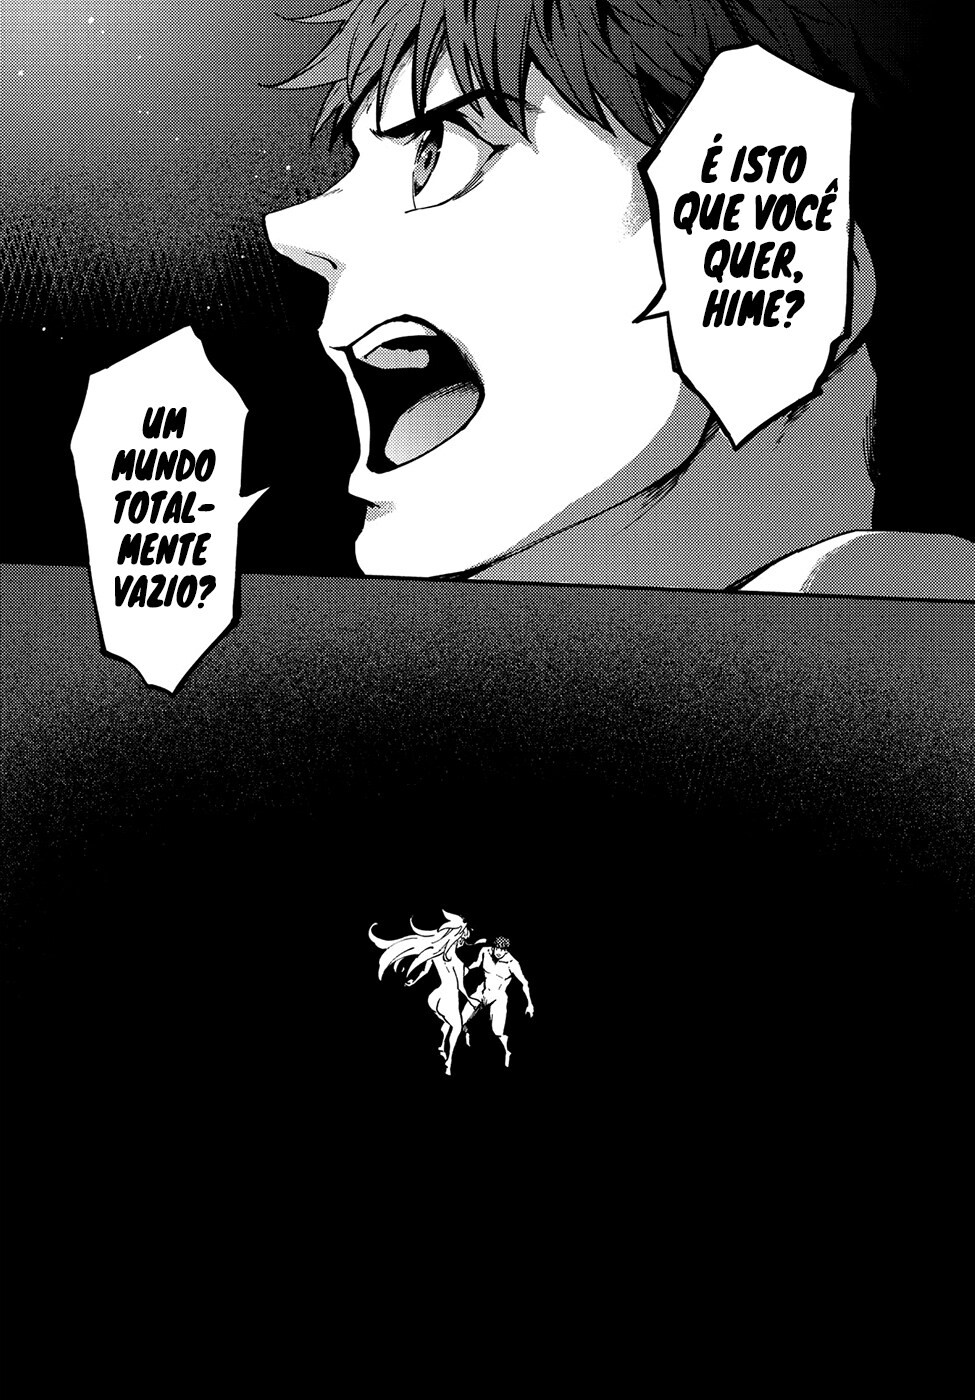 É ISTO
QUE VOCÊ
QUER,
HIME?
UM
MUNDO
TOTAL-
MENTE
VAZIO?